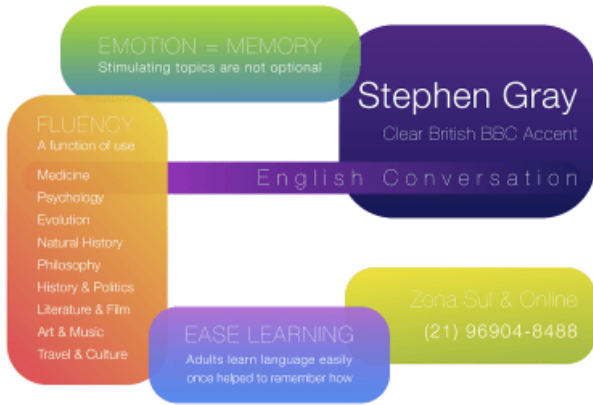 EMOTION = MEMORY
Stimulating topics are not optional
Stephen Gray
Clear British BBC Accent
English Conversation
FLUENCY
A function of use
Medicine
Psychology
Evolution
Natural History
Philosophy
History & Politics
Literature & Film
Art & Music
Travel & Culture
EASE LEARNING
Adults learn language easily
once helped to remember how
Zona Sul & Online
(21) 96904-8488